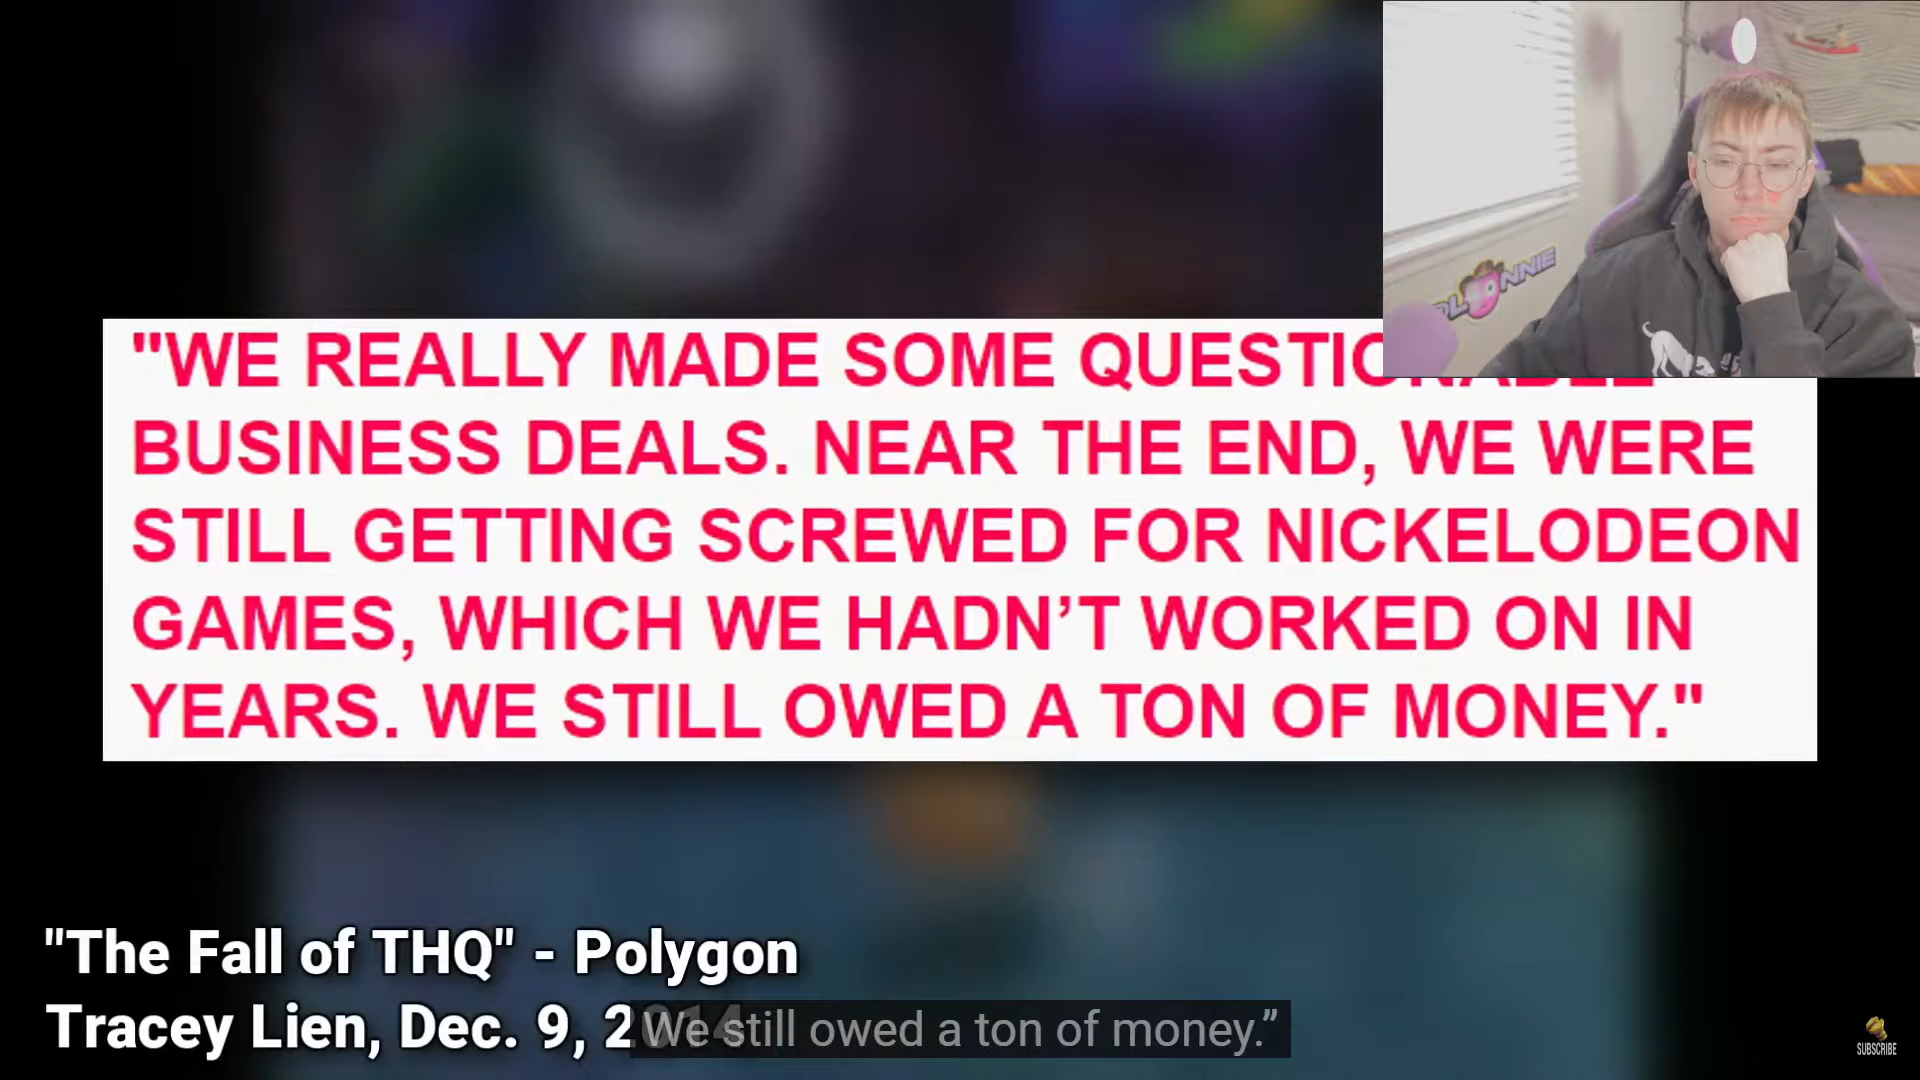 "WE REALLY MADE SOME QUESTIONABLE
BUSINESS DEALS. NEAR THE END, WE WERE
STILL GETTING SCREWED FOR NICKELODEON
GAMES, WHICH WE HADN’T WORKED ON IN
YEARS. WE STILL OWED A TON OF MONEY."
"The Fall of THQ" - Polygon
Tracey Lien, Dec. 9, 2014
We still owed a ton of money.”
SUBSCRIBE